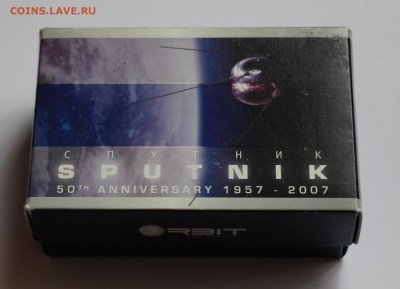 COINS.LAVE.RU
СПУТНИК
SPUTNIK
50TH ANNIVERSARY 1957 - 2007
ORBIT